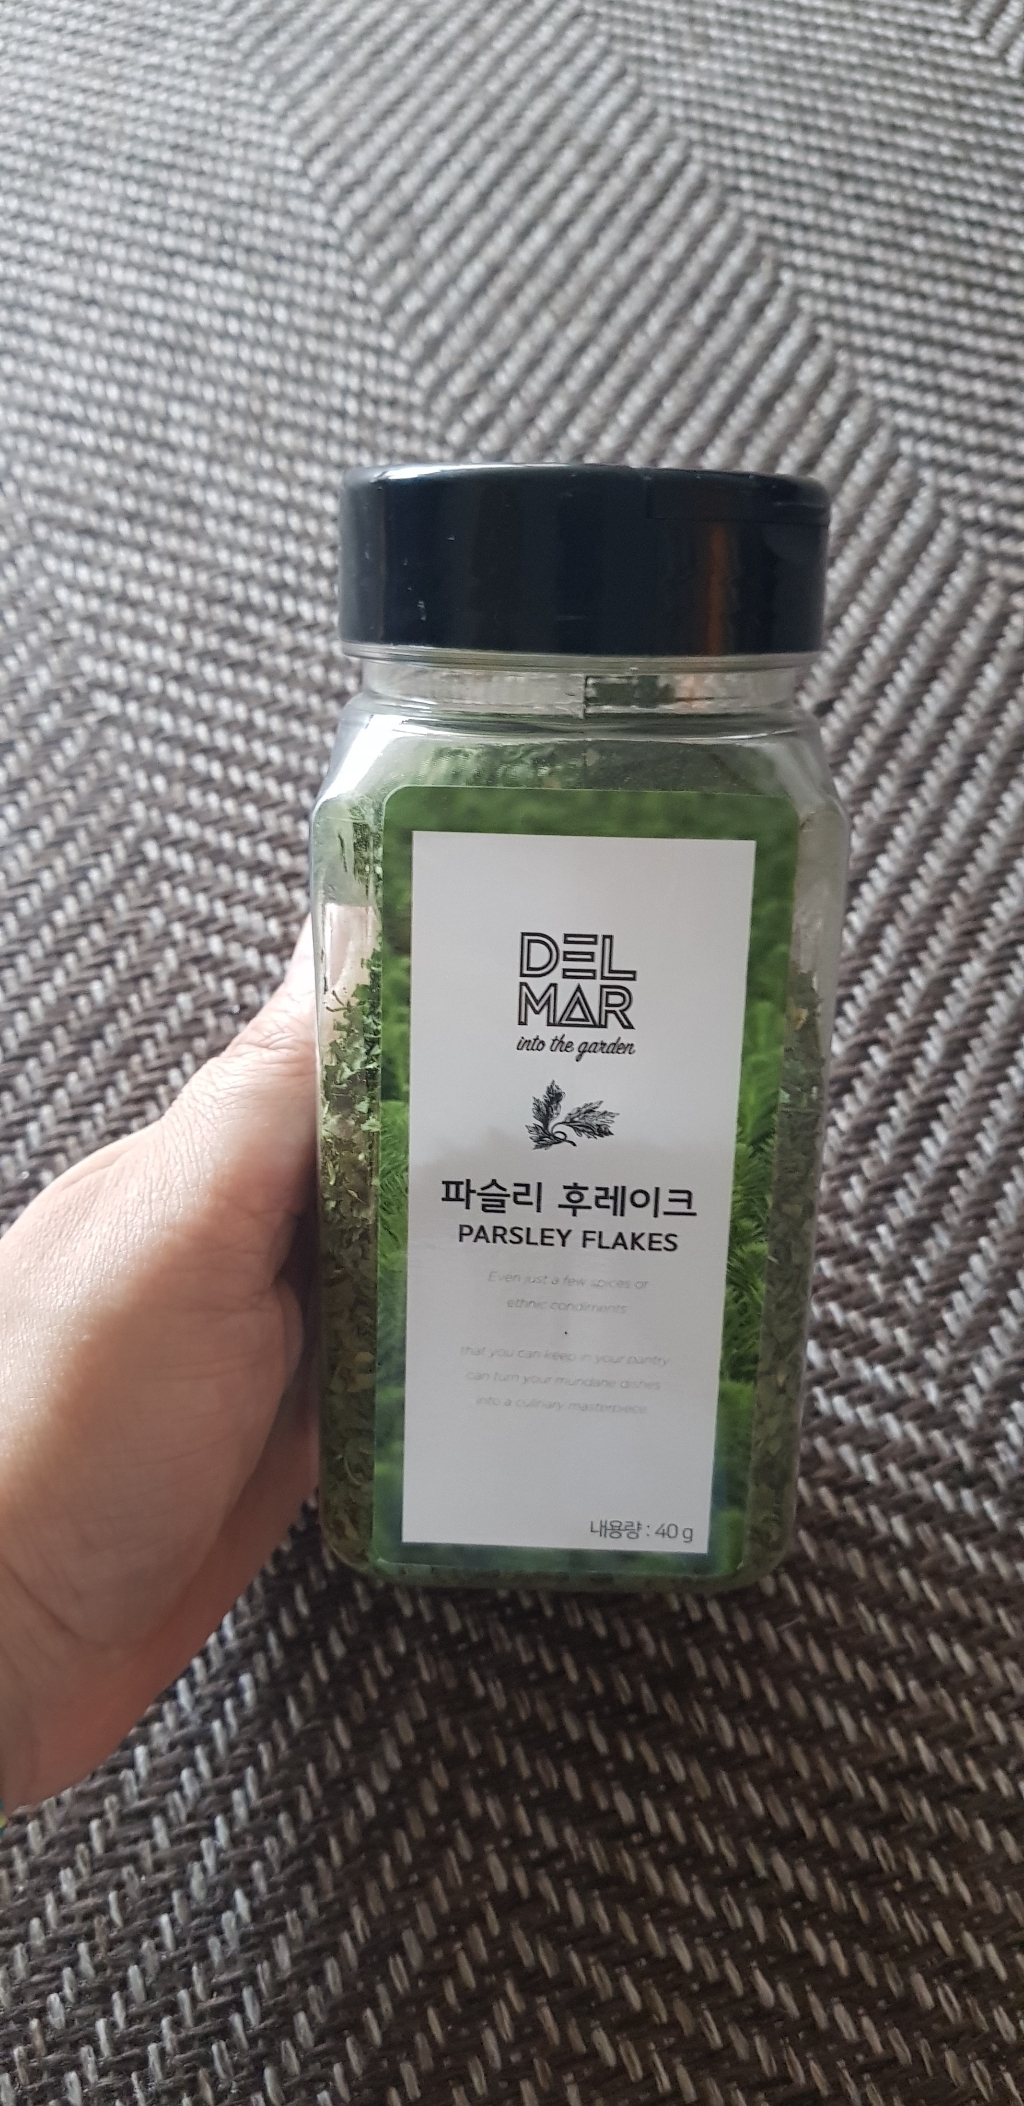 DEL
MAR
into the garden
파슬리 후레이크
PARSLEY FLAKES
Even just a few spices or
ethnic condiments
that you can keep in your pantry
can turn your mundane dishes
into a culinary masterpiece
내용량 : 40 g